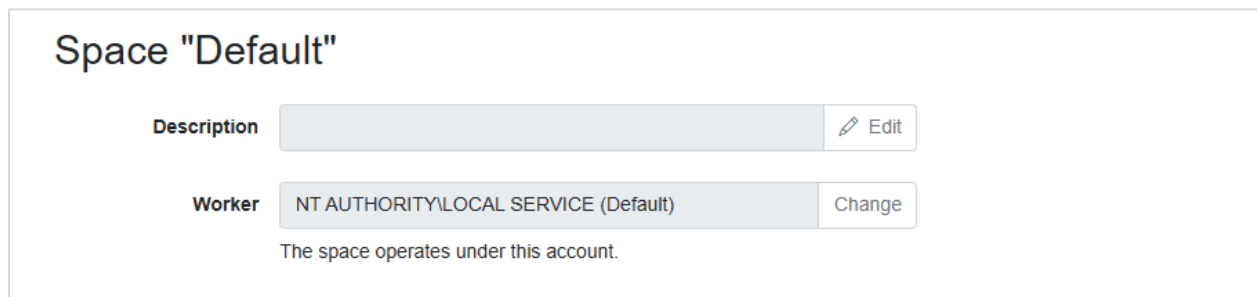 Space "Default"
Description
Edit
Worker NT AUTHORITY\LOCAL SERVICE (Default) Change
The space operates under this account.